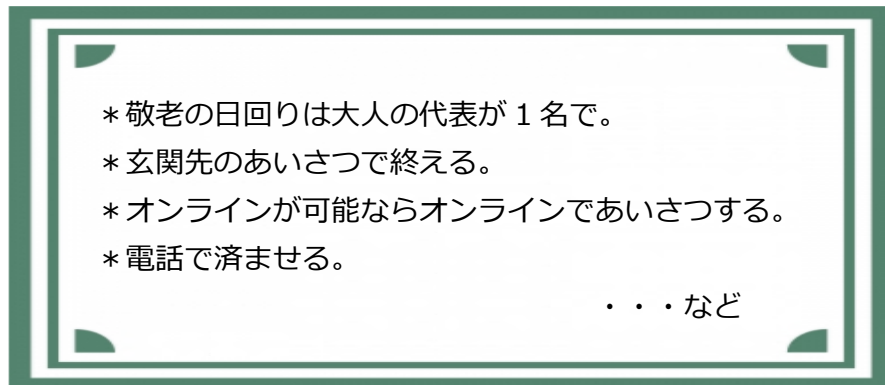 ＊敬老の日回りは大人の代表が１名で。
＊玄関先のあいさつで終える。
＊オンラインが可能ならオンラインであいさつする。
＊電話で済ませる。
・・・など